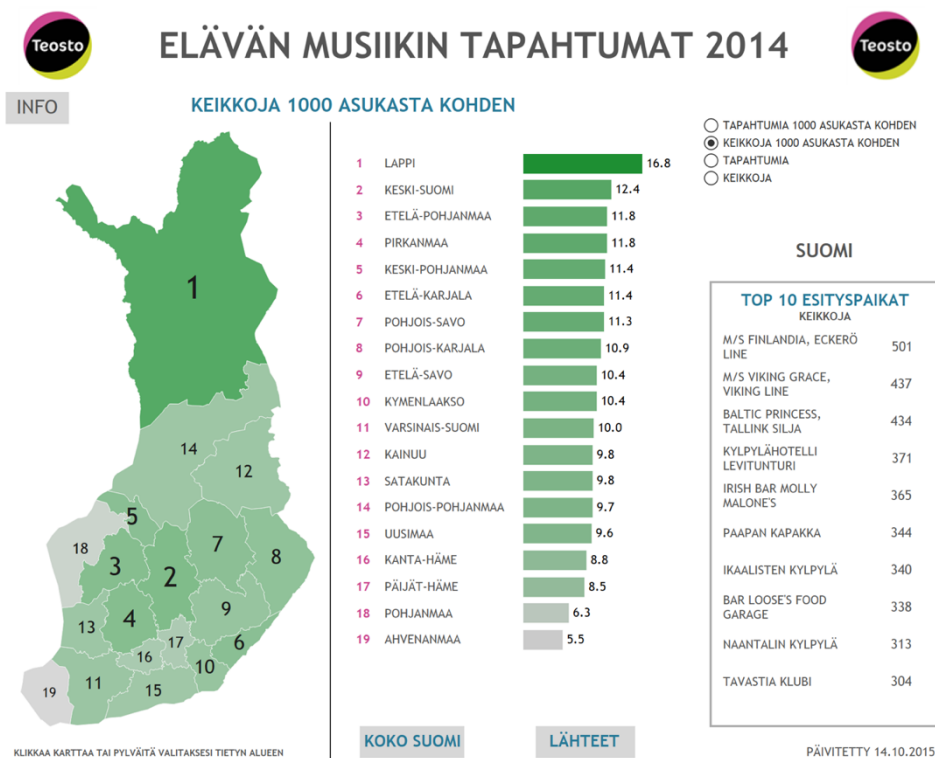 Teosto
ELÄVÄN MUSIIKIN TAPAHTUMAT 2014
Teosto
INFO
KEIKKOJA 1000 ASUKASTA KOHDEN
TAPAHTUMIA 1000 ASUKASTA KOHDEN
KEIKKOJA 1000 ASUKASTA KOHDEN
TAPAHTUMIA
KEIKKOJA
1
14
12
5
18
3
2
7
8
4
9
13
17
6
16
10
11
15
19
1 LAPPI 16.8
2 KESKI-SUOMI 12.4
3 ETELÄ-POHJANMAA 11.8
4 PIRKANMAA 11.8
5 KESKI-POHJANMAA 11.4
6 ETELÄ-KARJALA 11.4
7 POHJOIS-SAVO 11.3
8 POHJOIS-KARJALA 10.9
9 ETELÄ-SAVO 10.4
10 KYMENLAAKSO 10.4
11 VARSINAIS-SUOMI 10.0
12 KAINUU 9.8
13 SATAKUNTA 9.8
14 POHJOIS-POHJANMAA 9.7
15 UUSIMAA 9.6
16 KANTA-HÄME 8.8
17 PÄIJÄT-HÄME 8.5
18 POHJANMAA 6.3
19 AHVENANMAA 5.5
SUOMI
TOP 10 ESITYSPAIKAT
KEIKKOJA
M/S FINLANDIA, ECKERÖ
LINE 501
M/S VIKING GRACE,
VIKING LINE 437
BALTIC PRINCESS,
TALLINK SILJA 434
KYLPYLÄHOTELLI
LEVITUNTURI 371
IRISH BAR MOLLY
MALONE'S 365
PAAPAN KAPAKKA 344
IKAALISTEN KYLPYLÄ 340
BAR LOOSE'S FOOD
GARAGE 338
NAANTALIN KYLPYLÄ 313
TAVASTIA KLUBI 304
KLIKKAA KARTTAA TAI PYLVÄITÄ VALITAKSESI TIETYN ALUEEN
KOKO SUOMI
LÄHTEET
PÄIVITETTY 14.10.2015